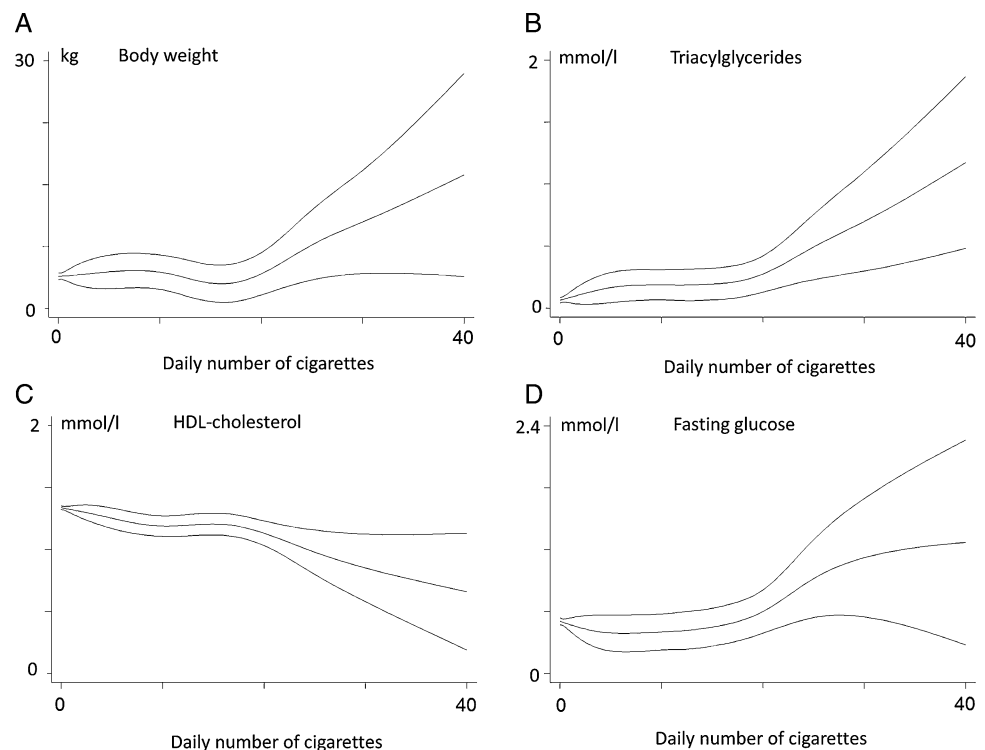 A
30 kg Body weight
0
0 40
Daily number of cigarettes
B
2 mmol/l Triacylglycerides
0
0 40
Daily number of cigarettes
C
2 mmol/l HDL-cholesterol
0
0 40
Daily number of cigarettes
D
2.4 mmol/l Fasting glucose
0
0 40
Daily number of cigarettes